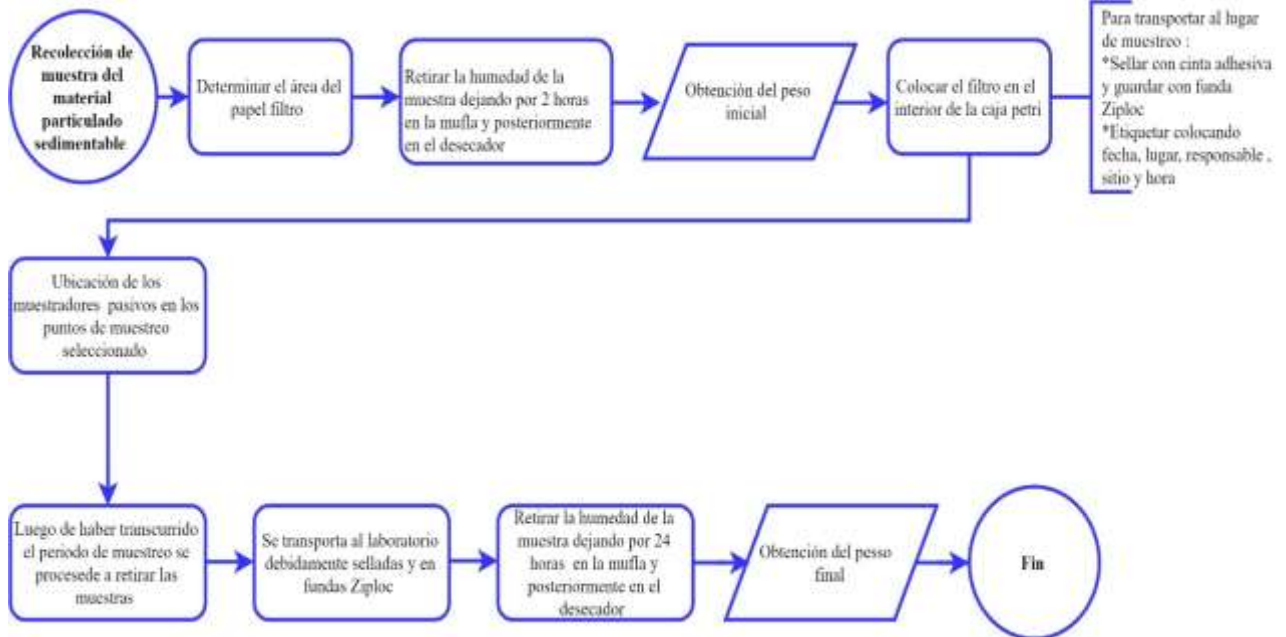 Recolección de
muestra del
material
particulado
sedimentable
Determinar el área del
papel filtro
Retirar la humedad de la
muestra dejando por 2 horas
en la mufla y posteriormente
en el desecador
Obtención del peso
inicial
Colocar el filtro en el
interior de la caja petri
Para transportar al lugar
de muestreo :
*Sellar con cinta adhesiva
y guardar con funda
Ziploc
*Etiquetar colocando
fecha, lugar, responsable ,
sitio y hora
Ubicación de los
muestradores pasivos en los
puntos de muestreo
seleccionado
Luego de haber transcurrido
el periodo de muestreo se
procesede a retirar las
muestras
Se transporta al laboratorio
debidamente selladas y en
fundas Ziploc
Retirar la humedad de la
muestra dejando por 24
horas en la mufla y
posteriormente en el
desecador
Obtención del pesso
final
Fin